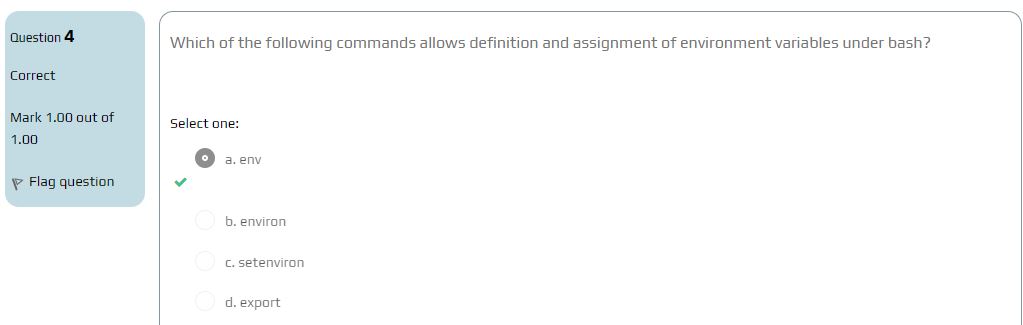 Question 4
Correct
Mark 1.00 out of
1.00
Flag question
Which of the following commands allows definition and assignment of environment variables under bash?
Select one:
a. env
b. environ
c. setenviron
d. export